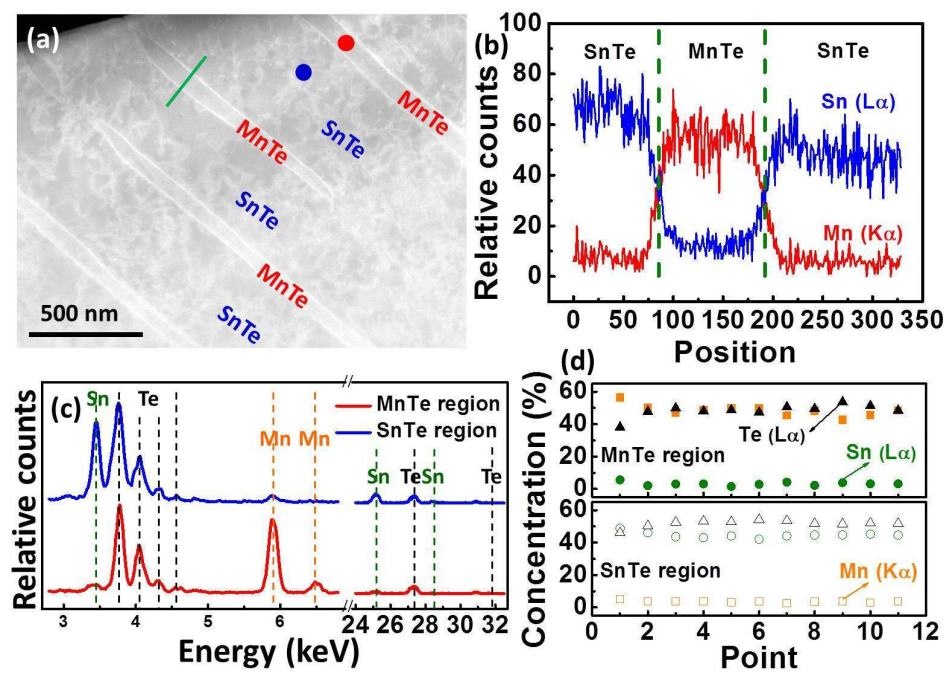 (a)
MnTe
MnTe
SnTe
SnTe
MnTe
SnTe
500 nm
(b)
SnTe MnTe SnTe
Sn (Lα)
Mn (Kα)
Relative counts
100
80
60
40
20
0
0 50 100 150 200 250 300 350
Position
(c)
Sn Te
MnTe region
SnTe region
Mn Mn
Sn Te Sn Te
Relative counts
3 4 5 6 24 26 28 30 32
Energy (keV)
(d)
Concentration (%)
60
40
20
0
Te (Lα)
MnTe region
Sn (Lα)
60
40
20
0
SnTe region
Mn (Kα)
0 2 4 6 8 10 12
Point